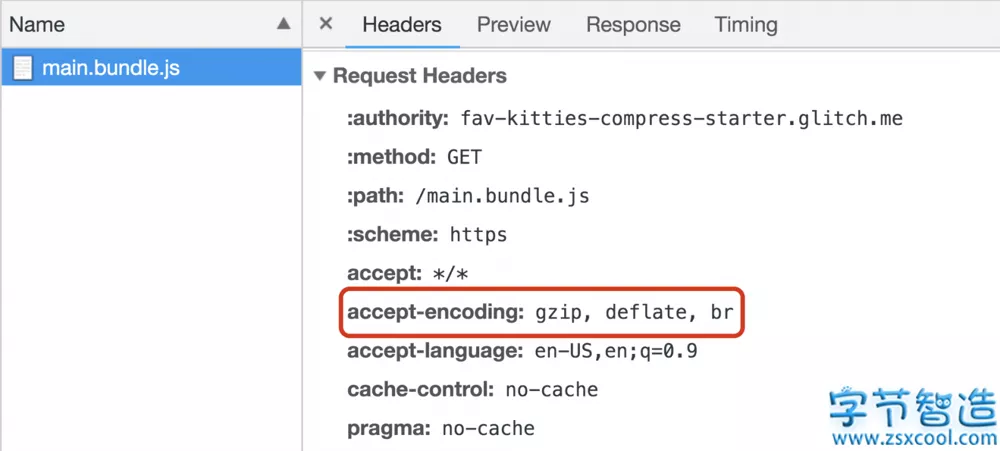 Name
Headers Preview Response Timing
main.bundle.js
Request Headers
:authority: fav-kitties-compress-starter.glitch.me
:method: GET
:path: /main.bundle.js
:scheme: https
accept: */*
accept-encoding: gzip, deflate, br
accept-language: en-US,en;q=0.9
cache-control: no-cache
pragma: no-cache
字节智造
www.zsxcool.com